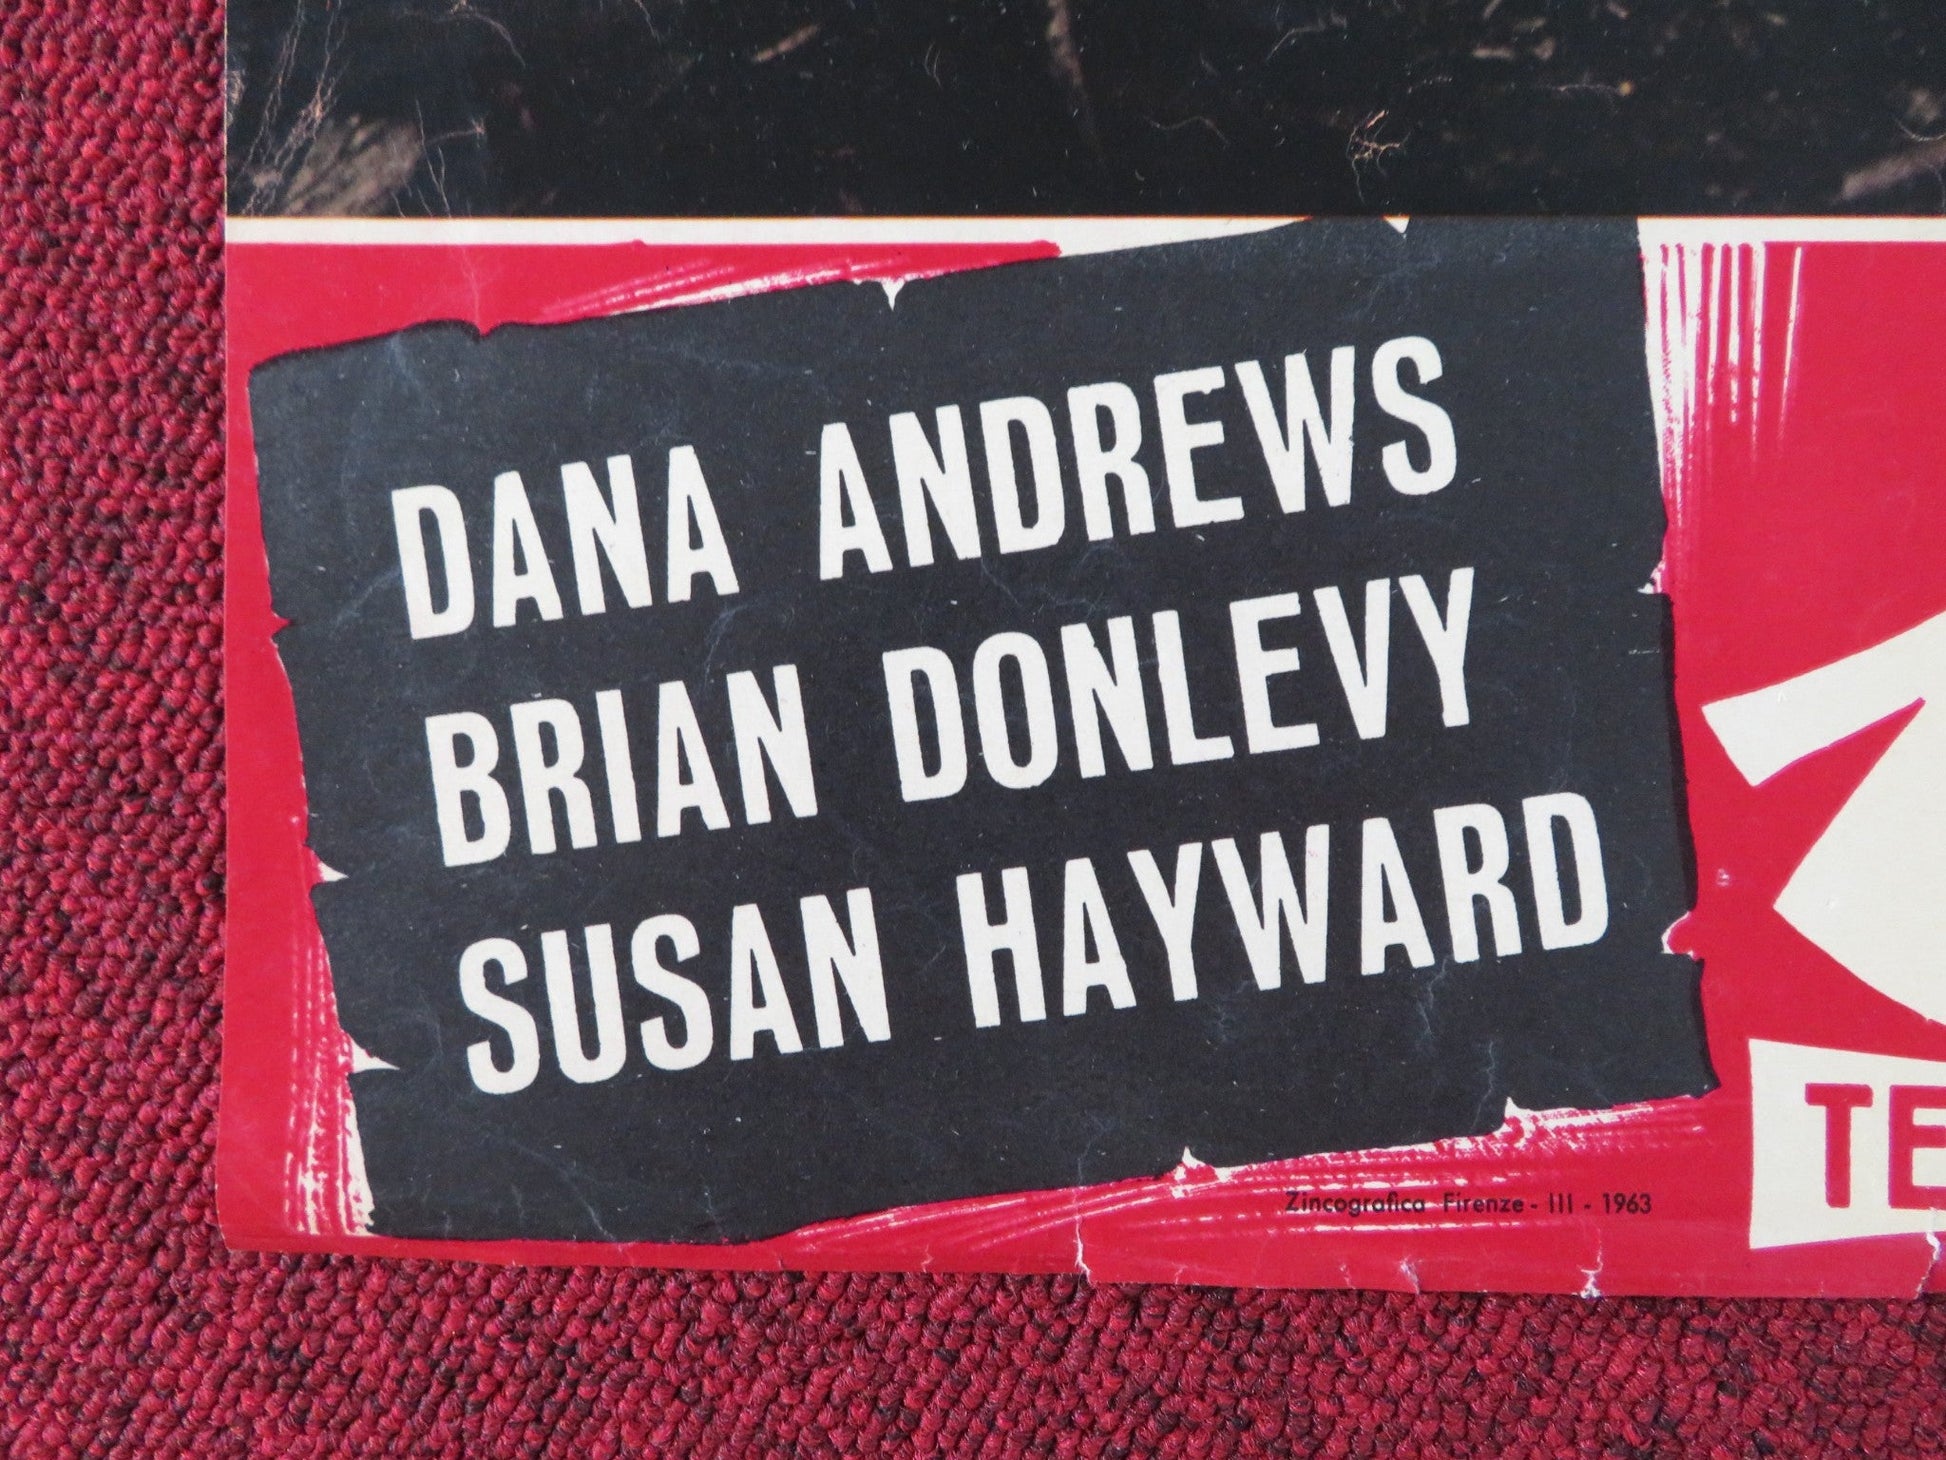 DANA ANDREWS
BRIAN DONLEVY
SUSAN HAYWARD
TE
Zincografica Firenze - III - 1963